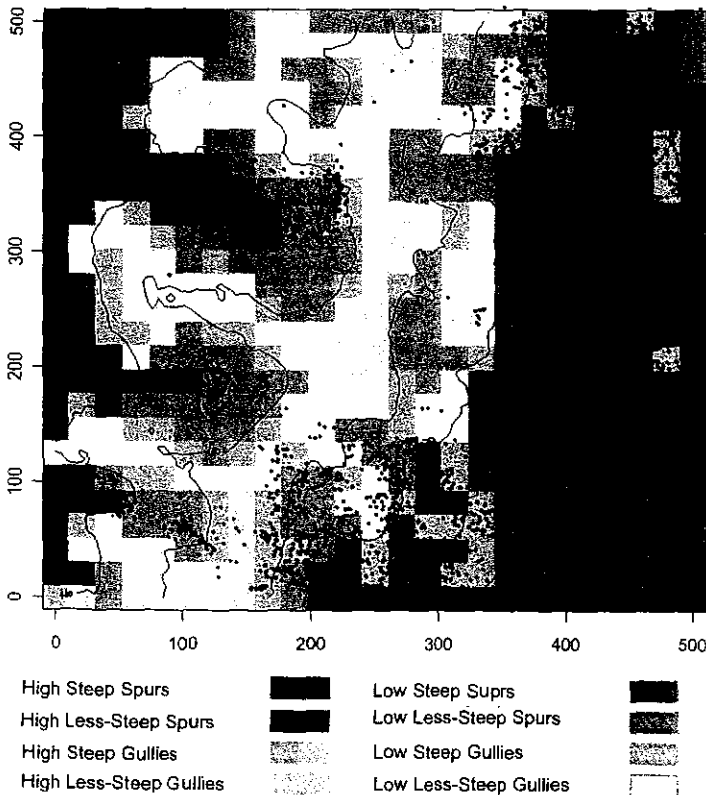 500
400
300
200
100
0
0 100 200 300 400 500
High Steep Spurs Low Steep Suprs
High Less-Steep Spurs Low Less-Steep Spurs
High Steep Gullies Low Steep Gullies
High Less-Steep Gullies Low Less-Steep Gullies